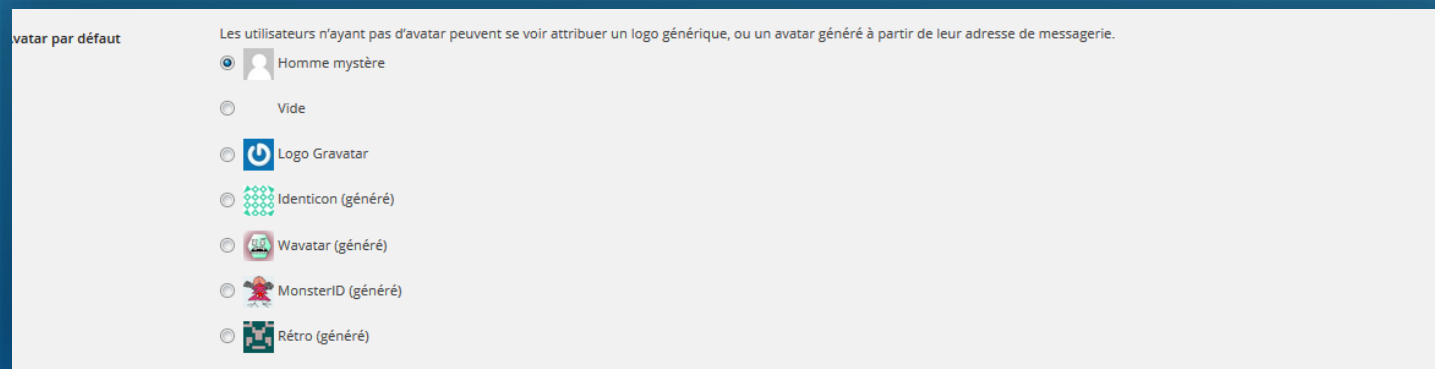 vatar par défaut
Les utilisateurs n'ayant pas d'avatar peuvent se voir attribuer un logo générique, ou un avatar généré à partir de leur adresse de messagerie.
Homme mystère
Vide
Logo Gravatar
Identicon (généré)
Wavatar (généré)
MonsterID (généré)
Rétro (généré)